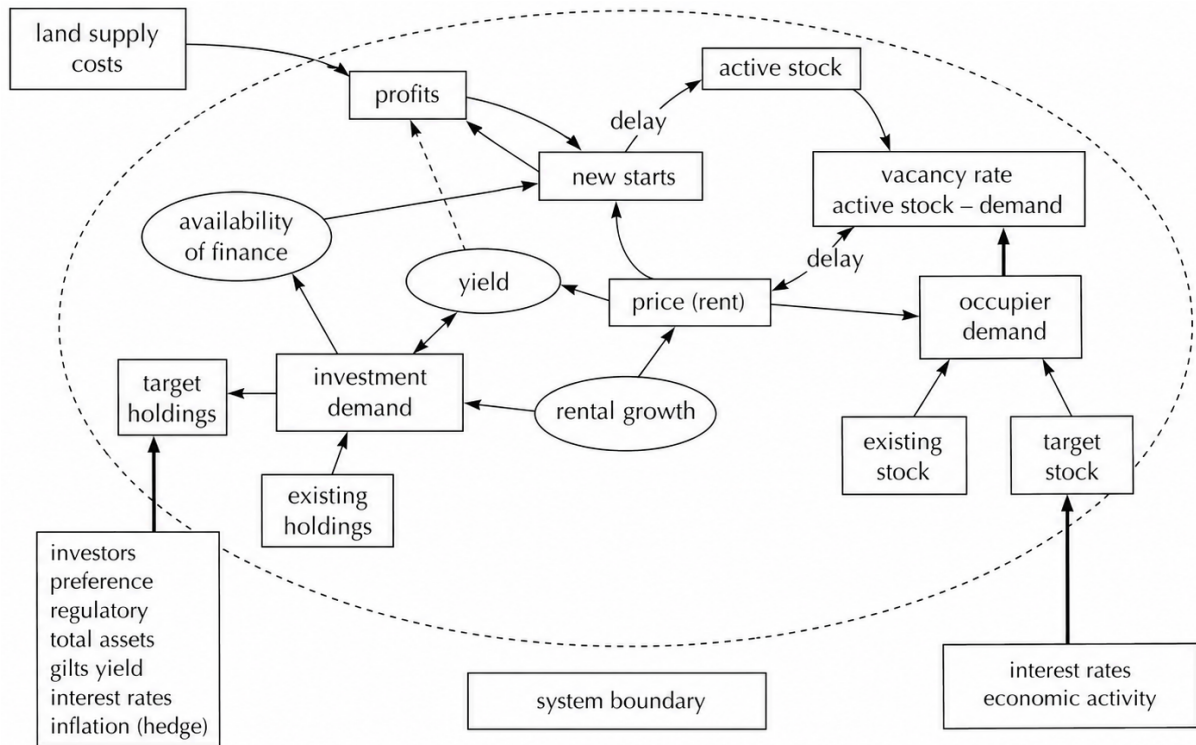 land supply
costs
profits
active stock
delay
new starts
vacancy rate
active stock – demand
availability
of finance
delay
yield
price (rent)
occupier
demand
target
holdings
investment
demand
rental growth
existing
stock
target
stock
existing
holdings
investors
preference
regulatory
total assets
gilts yield
interest rates
inflation (hedge)
system boundary
interest rates
economic activity